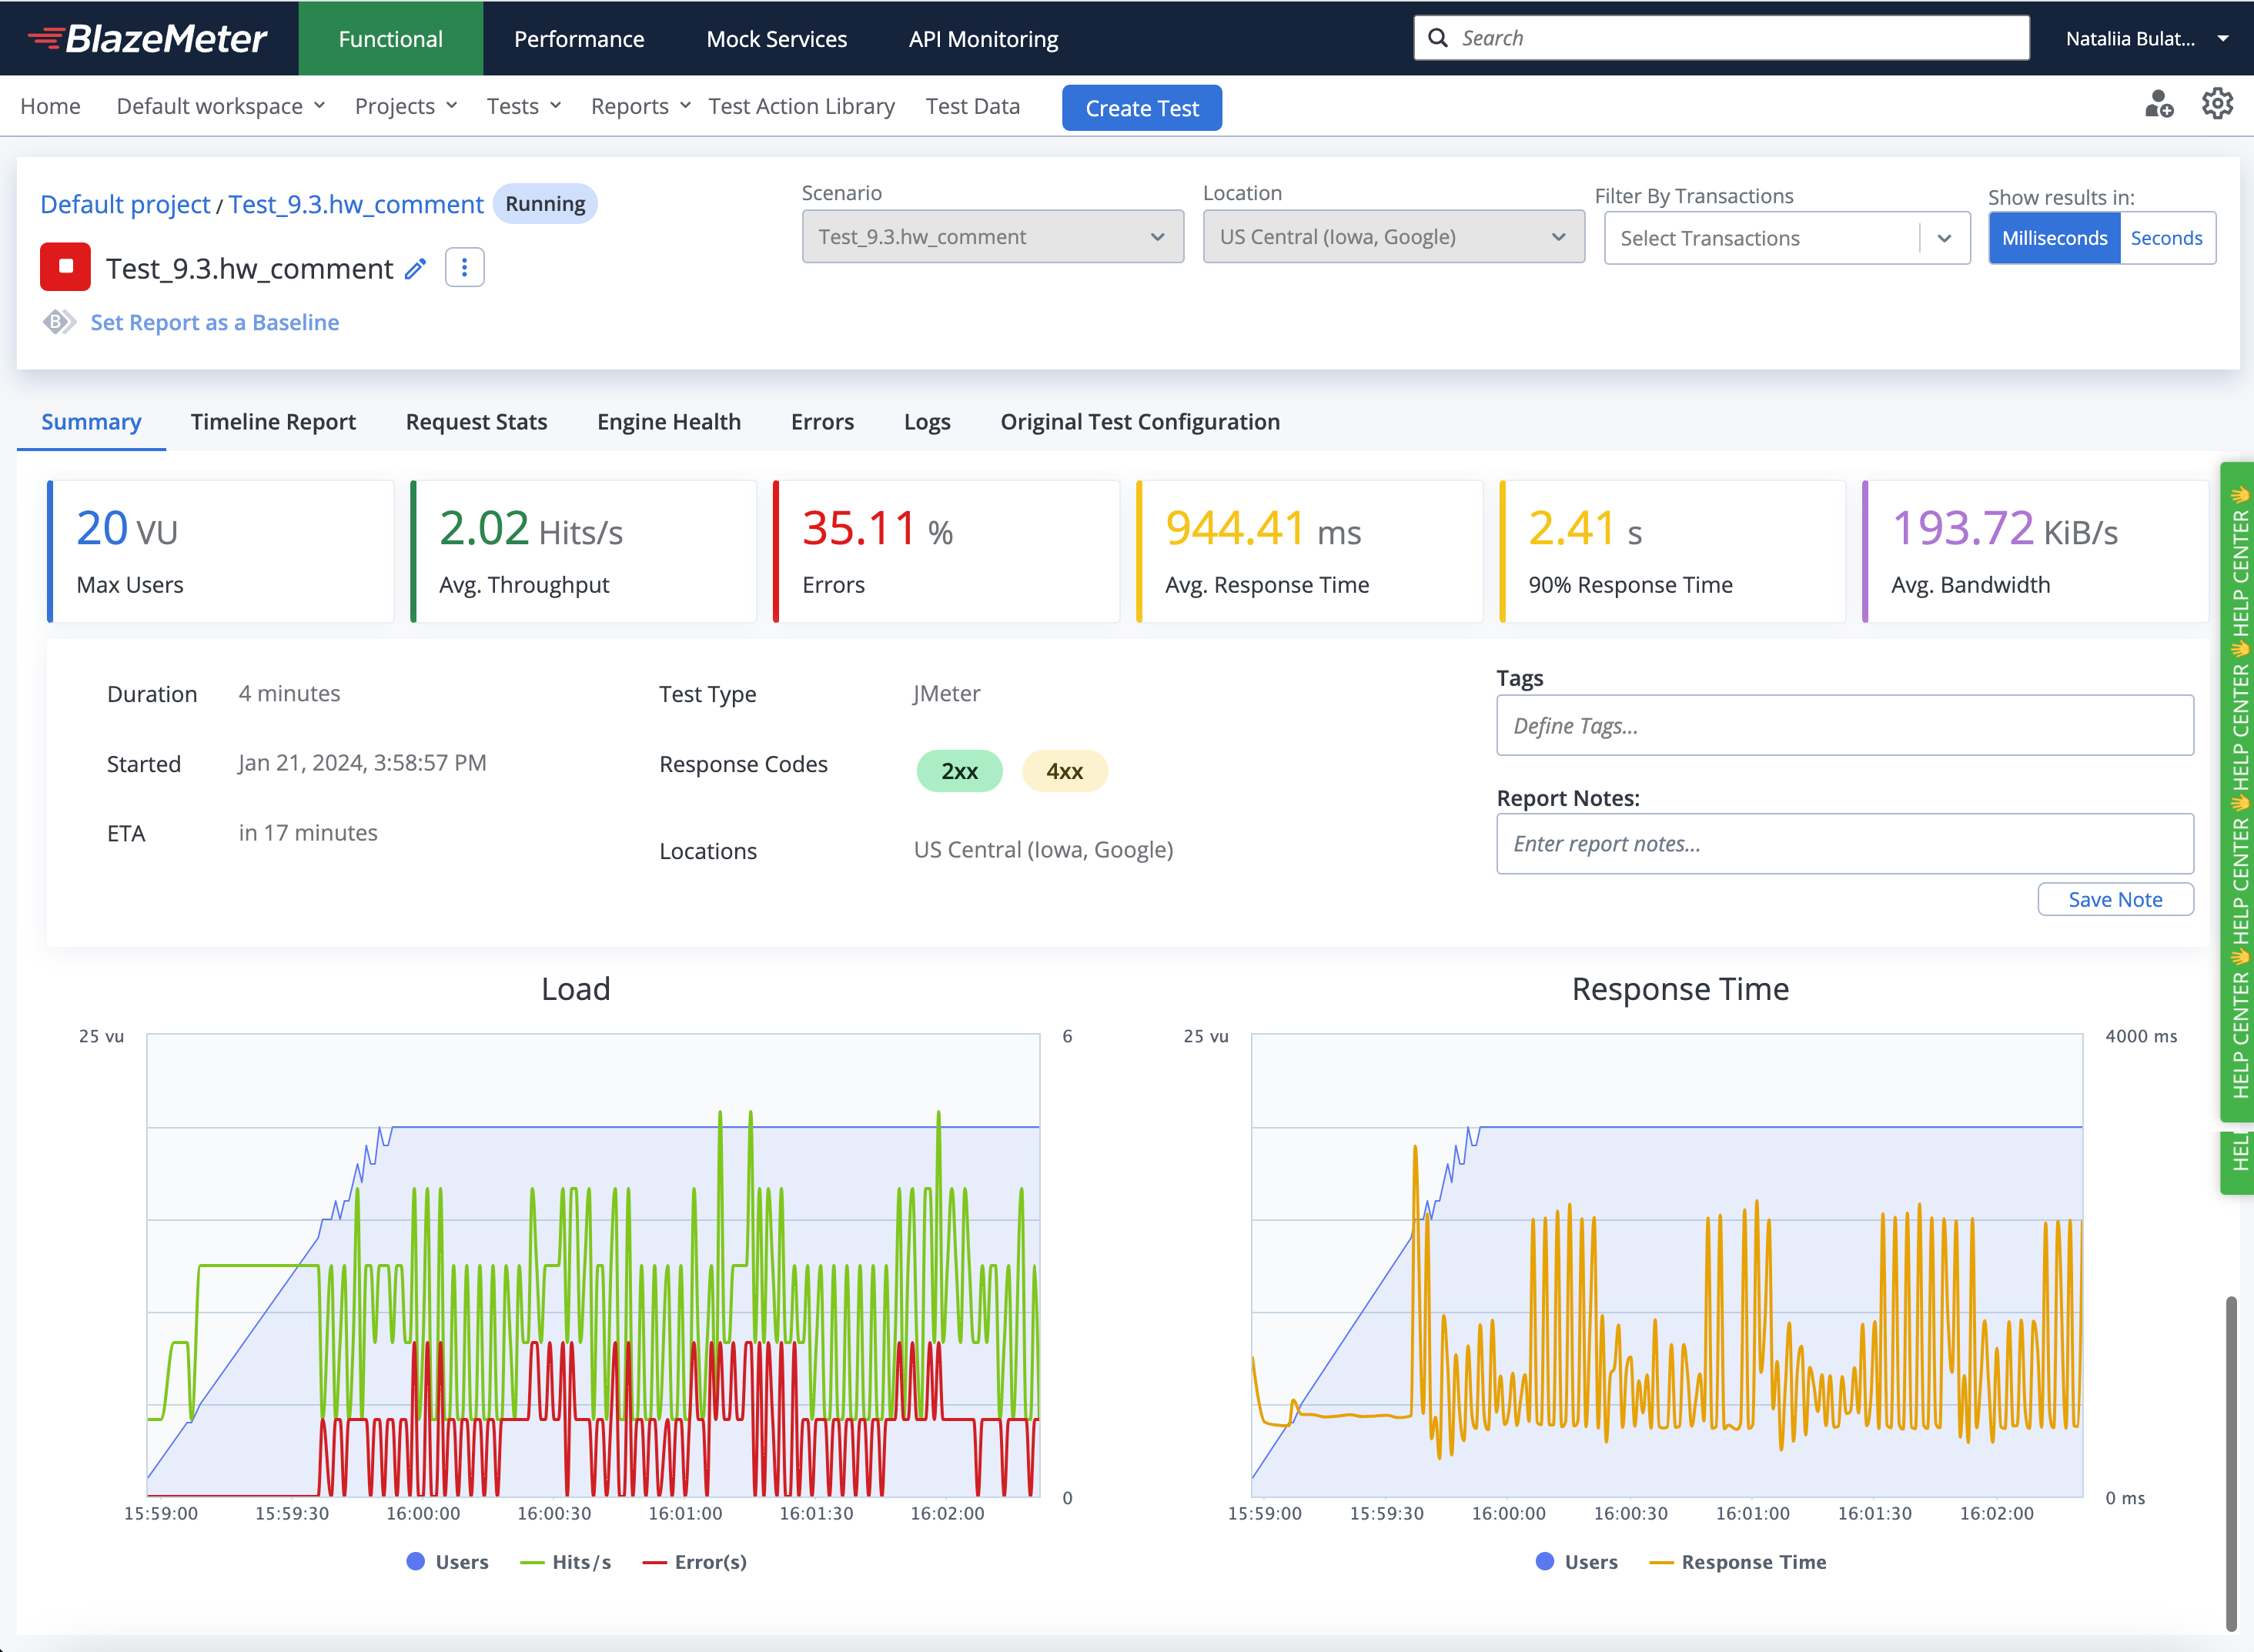 BlazeMeter Functional Performance Mock Services API Monitoring Search Nataliia Bulat...
Home Default workspace Projects Tests Reports Test Action Library Test Data Create Test
Default project / Test_9.3.hw_comment Running
Test_9.3.hw_comment
B Set Report as a Baseline
Scenario
Test_9.3.hw_comment
Location
US Central (Iowa, Google)
Filter By Transactions
Select Transactions
Show results in:
Milliseconds Seconds
Summary Timeline Report Request Stats Engine Health Errors Logs Original Test Configuration
20 VU
Max Users
2.02 Hits/s
Avg. Throughput
35.11 %
Errors
944.41 ms
Avg. Response Time
2.41 s
90% Response Time
193.72 KiB/s
Avg. Bandwidth
Duration 4 minutes
Started Jan 21, 2024, 3:58:57 PM
ETA in 17 minutes
Test Type JMeter
Response Codes 2xx 4xx
Locations US Central (Iowa, Google)
Tags
Define Tags...
Report Notes:
Enter report notes...
Save Note
Load
25 vu 6
0
15:59:00 15:59:30 16:00:00 16:00:30 16:01:00 16:01:30 16:02:00
Users Hits/s Error(s)
Response Time
25 vu 4000 ms
0 ms
15:59:00 15:59:30 16:00:00 16:00:30 16:01:00 16:01:30 16:02:00
Users Response Time
HELP CENTER👋HELP CENTER👋HELP CENTER👋HELP CENTER👋
HEL